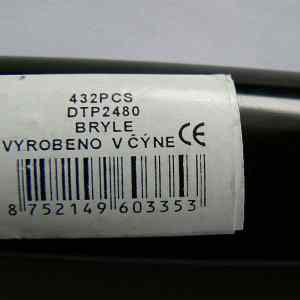 432PCS
DTP2480
BRYLE
VYROBENO V ČÝNE CE
8 752149 603353